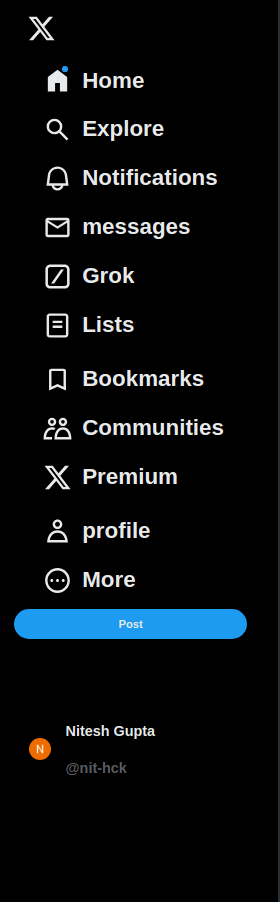 Home
Explore
Notifications
messages
Grok
Lists
Bookmarks
Communities
Premium
profile
More
Post
Nitesh Gupta
N
@nit-hck